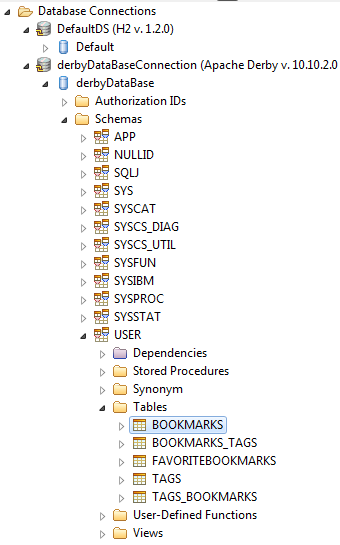 Database Connections
DefaultDS (H2 v. 1.2.0)
Default
derbyDataBaseConnection (Apache Derby v. 10.10.2.0
derbyDataBase
Authorization IDs
Schemas
APP
NULLID
SQLJ
SYS
SYSCAT
SYSCS_DIAG
SYSCS_UTIL
SYSFUN
SYSIBM
SYSPROC
SYSSTAT
USER
Dependencies
Stored Procedures
Synonym
Tables
BOOKMARKS
BOOKMARKS_TAGS
FAVORITEBOOKMARKS
TAGS
TAGS_BOOKMARKS
User-Defined Functions
Views